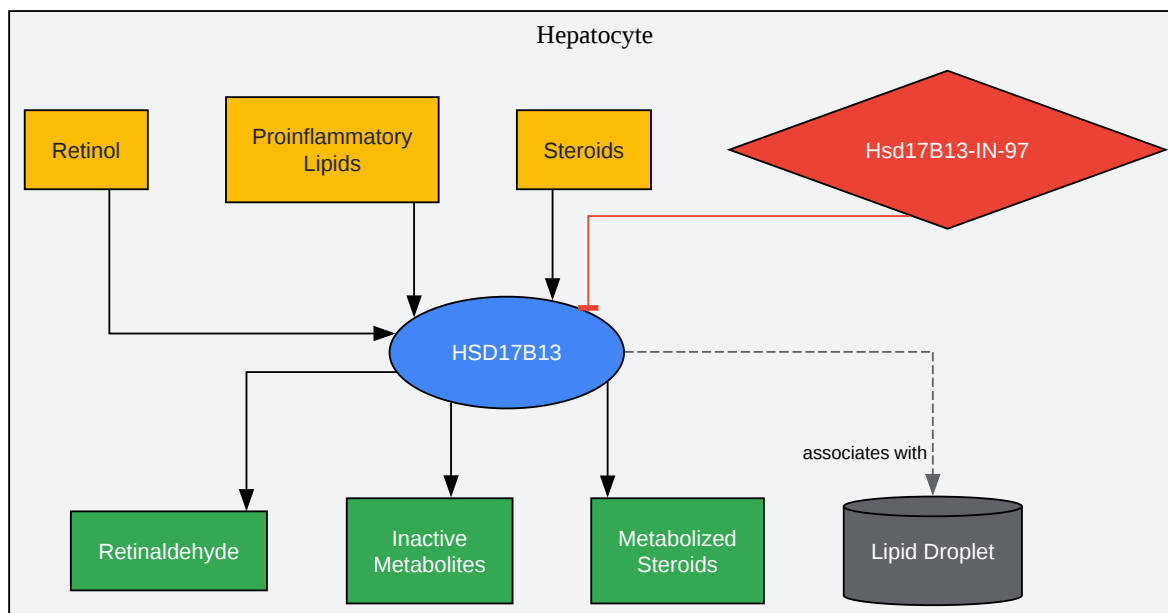 Hepatocyte
Retinol
Proinflammatory
Lipids
Steroids
Hsd17B13-IN-97
HSD17B13
associates with
Retinaldehyde
Inactive
Metabolites
Metabolized
Steroids
Lipid Droplet